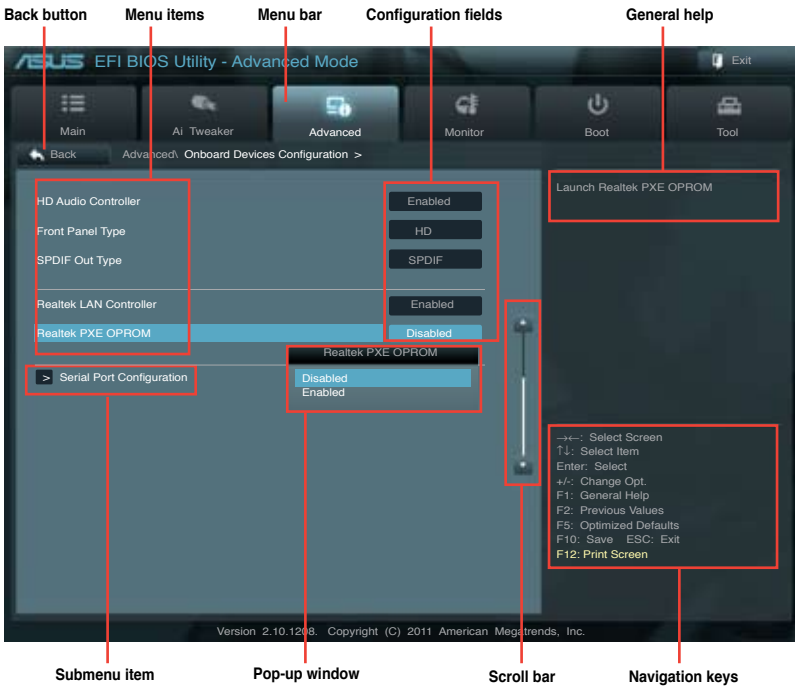 Back button Menu items Menu bar Configuration fields General help
ASUS EFI BIOS Utility - Advanced Mode Exit
Main Ai Tweaker Advanced Monitor Boot Tool
Back Advanced\ Onboard Devices Configuration >
Launch Realtek PXE OPROM
HD Audio Controller Enabled
Front Panel Type HD
SPDIF Out Type SPDIF
Realtek LAN Controller Enabled
Realtek PXE OPROM Disabled
Realtek PXE OPROM
> Serial Port Configuration
Disabled
Enabled
→←: Select Screen
↑↓: Select Item
Enter: Select
+/-: Change Opt.
F1: General Help
F2: Previous Values
F5: Optimized Defaults
F10: Save ESC: Exit
F12: Print Screen
Version 2.10.1208. Copyright (C) 2011 American Megatrends, Inc.
Submenu item Pop-up window Scroll bar Navigation keys